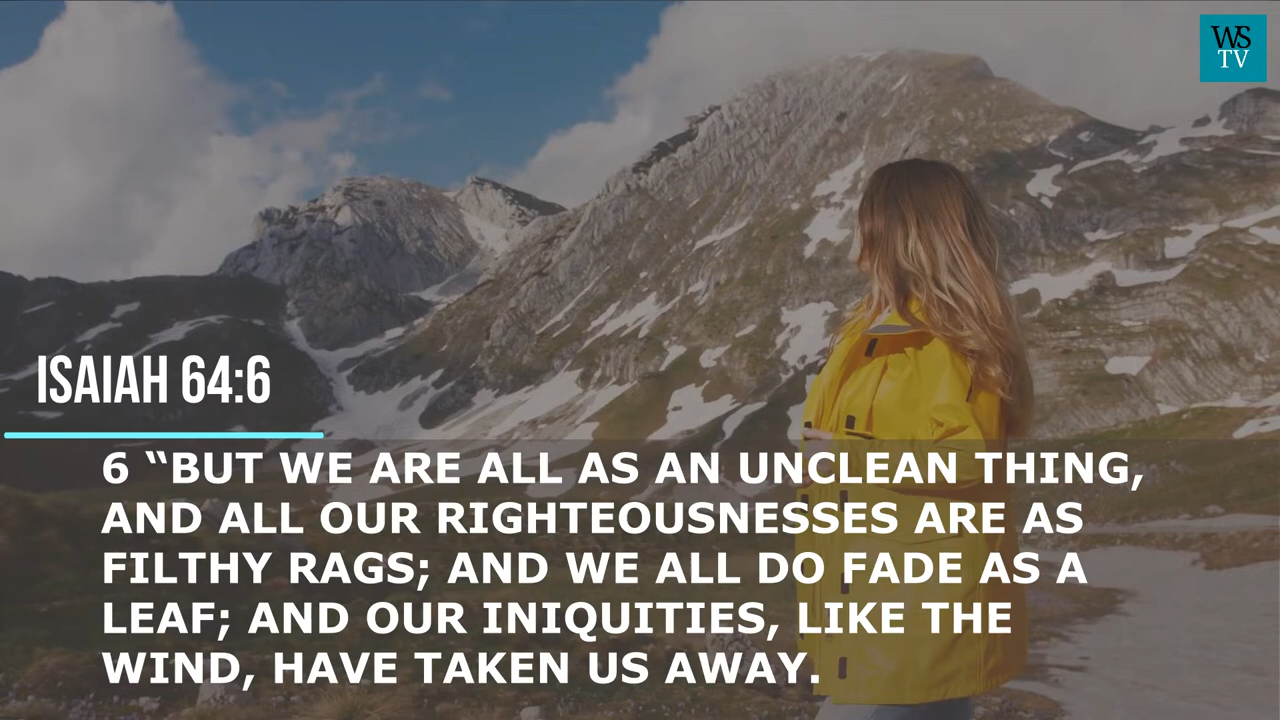 WS
TV
ISAIAH 64:6
6 “BUT WE ARE ALL AS AN UNCLEAN THING,
AND ALL OUR RIGHTEOUSNESSES ARE AS
FILTHY RAGS; AND WE ALL DO FADE AS A
LEAF; AND OUR INIQUITIES, LIKE THE
WIND, HAVE TAKEN US AWAY.